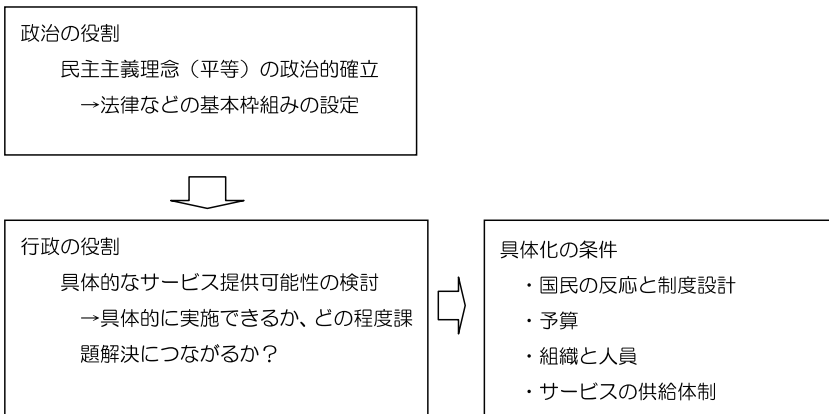 政治の役割
民主主義理念（平等）の政治的確立
→法律などの基本枠組みの設定
行政の役割
具体的なサービス提供可能性の検討
→具体的に実施できるか、どの程度課
題解決につながるか？
具体化の条件
・国民の反応と制度設計
・予算
・組織と人員
・サービスの供給体制